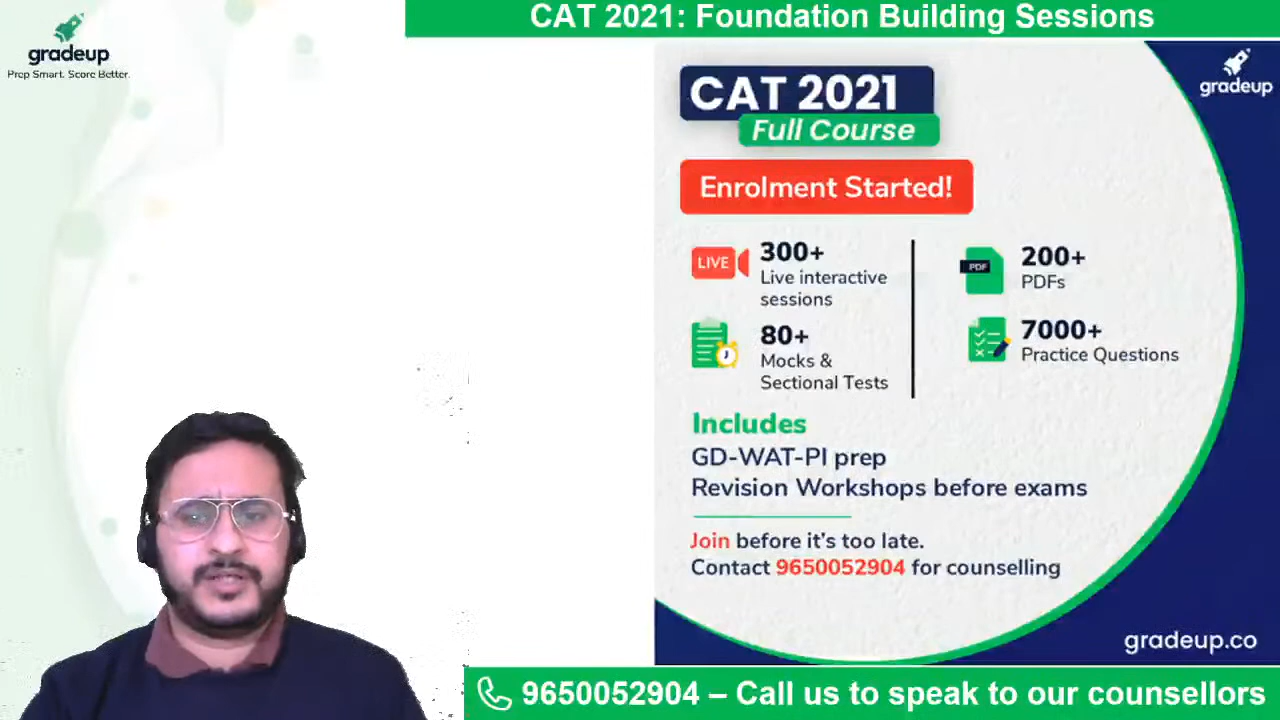 CAT 2021: Foundation Building Sessions
gradeup
Prep Smart. Score Better.
gradeup
CAT 2021
Full Course
Enrolment Started!
LIVE
300+
Live interactive
sessions
PDF
200+
PDFs
80+
Mocks &
Sectional Tests
7000+
Practice Questions
Includes
GD-WAT-PI prep
Revision Workshops before exams
Join before it's too late.
Contact 9650052904 for counselling
gradeup.co
9650052904 – Call us to speak to our counsellors